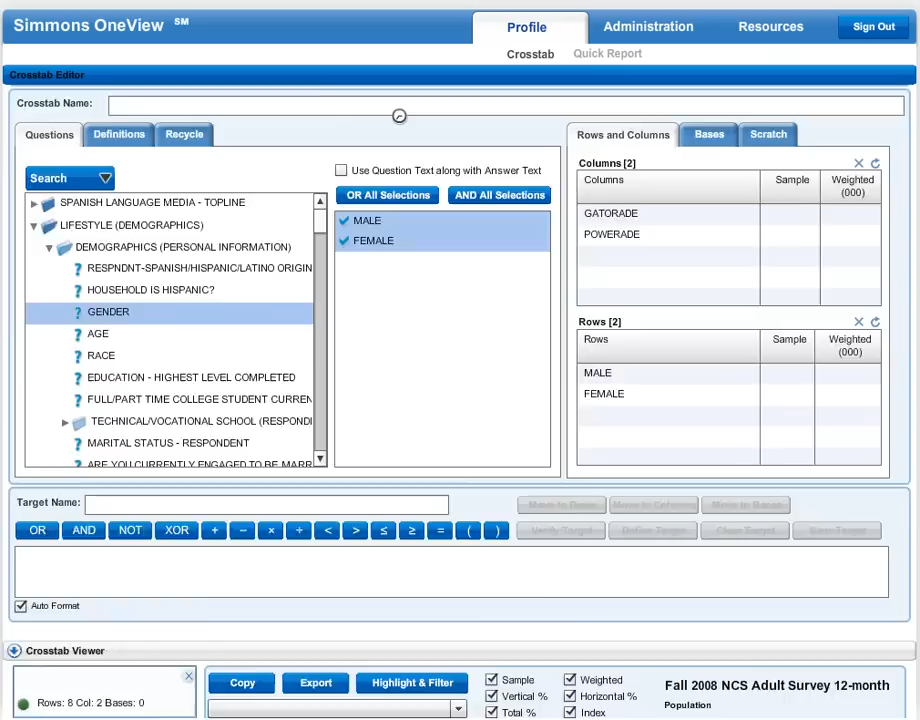 Simmons OneView SM
Profile
Administration
Resources
Sign Out
Crosstab
Quick Report
Crosstab Editor
Crosstab Name:
Questions
Definitions
Recycle
Search
SPANISH LANGUAGE MEDIA - TOPLINE
LIFESTYLE (DEMOGRAPHICS)
DEMOGRAPHICS (PERSONAL INFORMATION)
RESPNDNT-SPANISH/HISPANIC/LATINO ORIGIN
HOUSEHOLD IS HISPANIC?
GENDER
AGE
RACE
EDUCATION - HIGHEST LEVEL COMPLETED
FULL/PART TIME COLLEGE STUDENT CURREN
TECHNICAL/VOCATIONAL SCHOOL (RESPONDI
MARITAL STATUS - RESPONDENT
ARE YOU CURRENTLY ENGAGED TO BE MARR
Use Question Text along with Answer Text
OR All Selections
AND All Selections
MALE
FEMALE
Rows and Columns
Bases
Scratch
Columns [2]
Columns
Sample
Weighted
(000)
GATORADE
POWERADE
Rows [2]
Rows
Sample
Weighted
(000)
MALE
FEMALE
Target Name:
Move to Rows
Move to Columns
Move to Bases
OR
AND
NOT
XOR
+
−
×
÷
<
>
≤
≥
=
(
)
Verify Target
Define Target
Clear Target
Save Target
Auto Format
Crosstab Viewer
Rows: 8 Col: 2 Bases: 0
Copy
Export
Highlight & Filter
Sample
Weighted
Vertical %
Horizontal %
Total %
Index
Fall 2008 NCS Adult Survey 12-month
Population